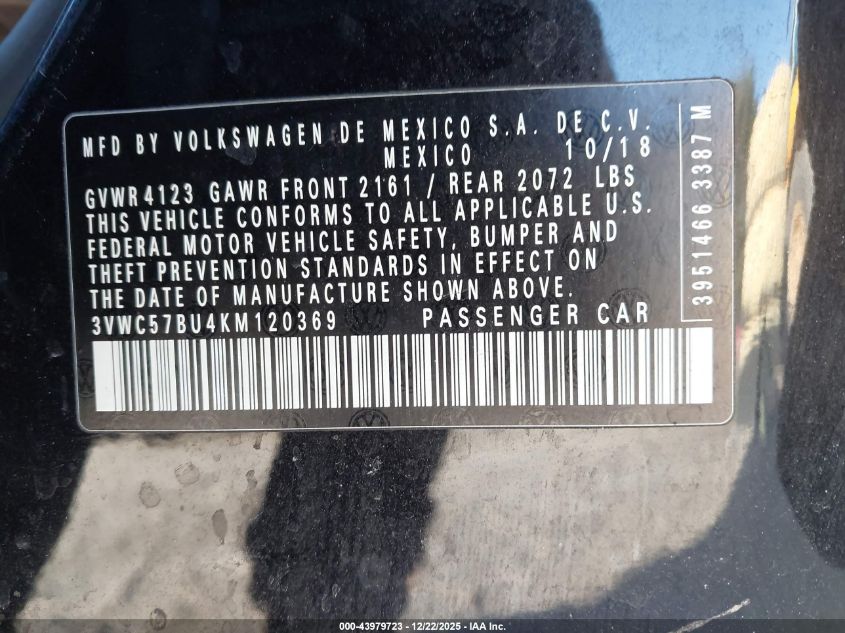 MFD BY VOLKSWAGEN DE MEXICO S.A. DE C.V.
MEXICO 10/18
GVWR 4123 GAWR FRONT 2161 / REAR 2072 LBS
THIS VEHICLE CONFORMS TO ALL APPLICABLE U.S.
FEDERAL MOTOR VEHICLE SAFETY, BUMPER AND
THEFT PREVENTION STANDARDS IN EFFECT ON
THE DATE OF MANUFACTURE SHOWN ABOVE.
3VWC57BU4KM120369 PASSENGER CAR
3951466 3387 M
000-43979723 - 12/22/2025 - IAA Inc.